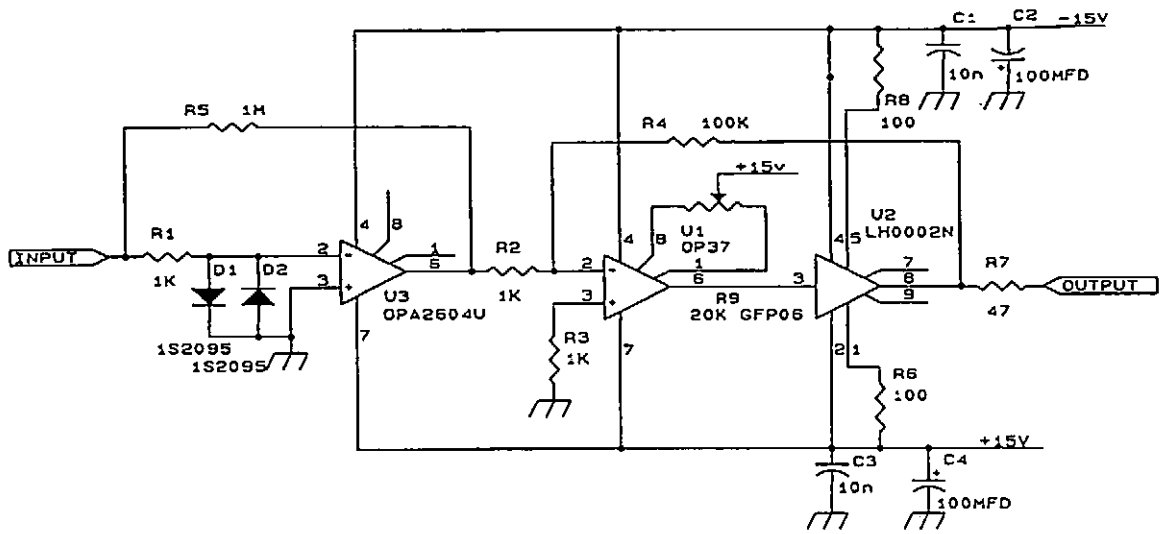 C1
C2
-15V
10n
100MFD
R8
100
R5
1M
R4
100K
+15v
4
8
U1
OP37
4
8
U2
LH0002N
4
5
INPUT
R1
1K
D1
D2
2
3
1
6
U3
OPA2604U
R2
1K
2
3
1
6
R9
20K GFP06
3
7
8
9
R7
47
OUTPUT
1S2095
1S2095
7
R3
1K
7
2
1
R6
100
+15V
C3
10n
C4
100MFD